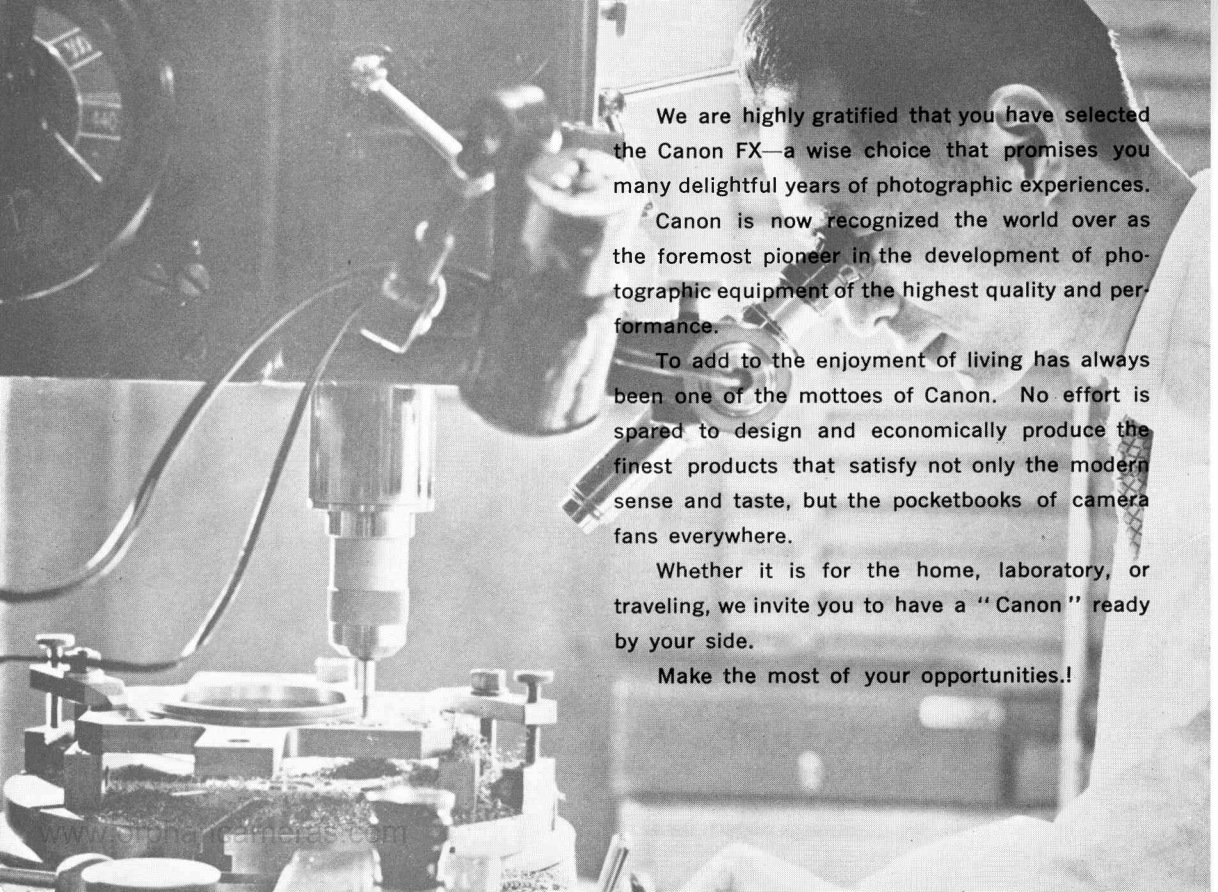 We are highly gratified that you have selected
the Canon FX—a wise choice that promises you
many delightful years of photographic experiences.
Canon is now recognized the world over as
the foremost pioneer in the development of pho-
tographic equipment of the highest quality and per-
formance.
To add to the enjoyment of living has always
been one of the mottoes of Canon. No effort is
spared to design and economically produce the
finest products that satisfy not only the modern
sense and taste, but the pocketbooks of camera
fans everywhere.
Whether it is for the home, laboratory, or
traveling, we invite you to have a "Canon" ready
by your side.
Make the most of your opportunities.!
www.orphancameras.com